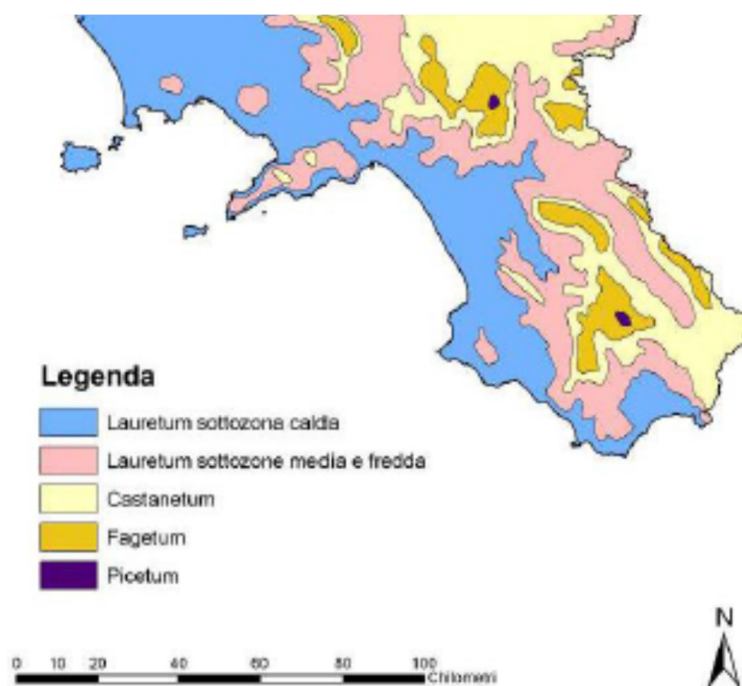 Legenda
Lauretum sottozona calda
Lauretum sottozone media e fredda
Castanetum
Fagetum
Picetum
N
0 10 20 40 60 80 100
Chilometri